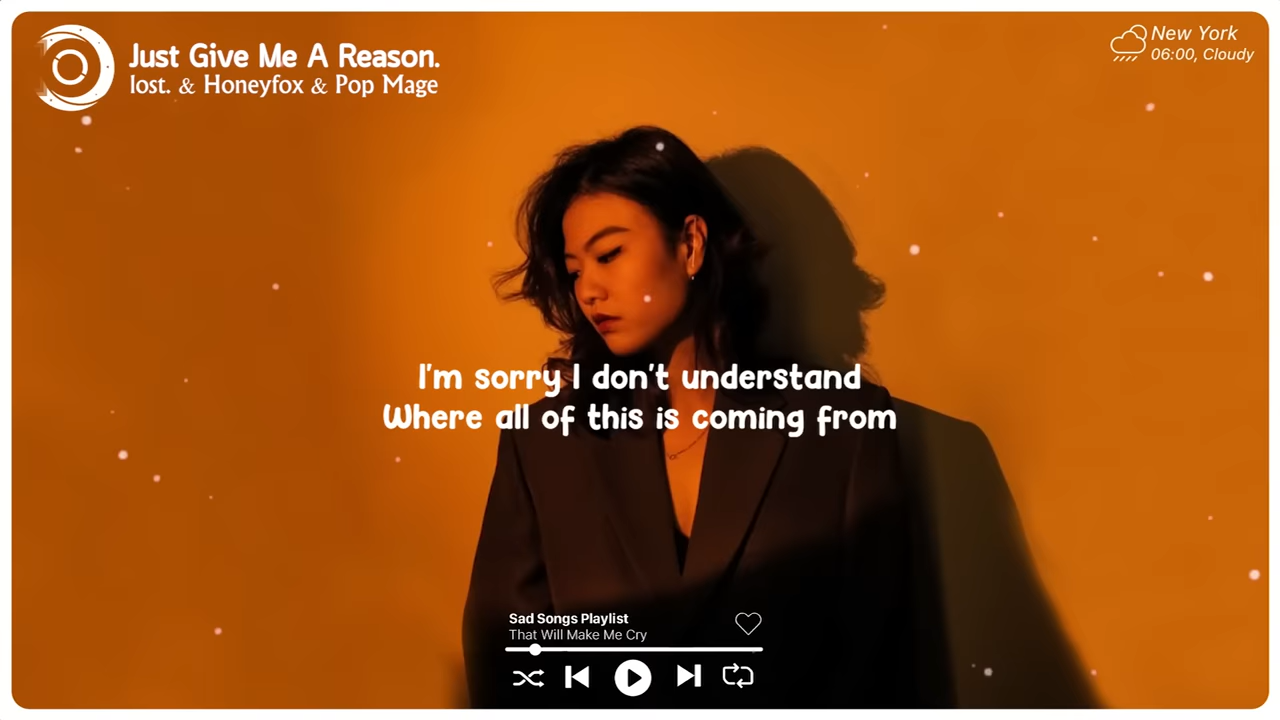 Just Give Me A Reason.
lost. & Honeyfox & Pop Mage
New York
06:00, Cloudy
I'm sorry I don't understand
Where all of this is coming from
Sad Songs Playlist
That Will Make Me Cry